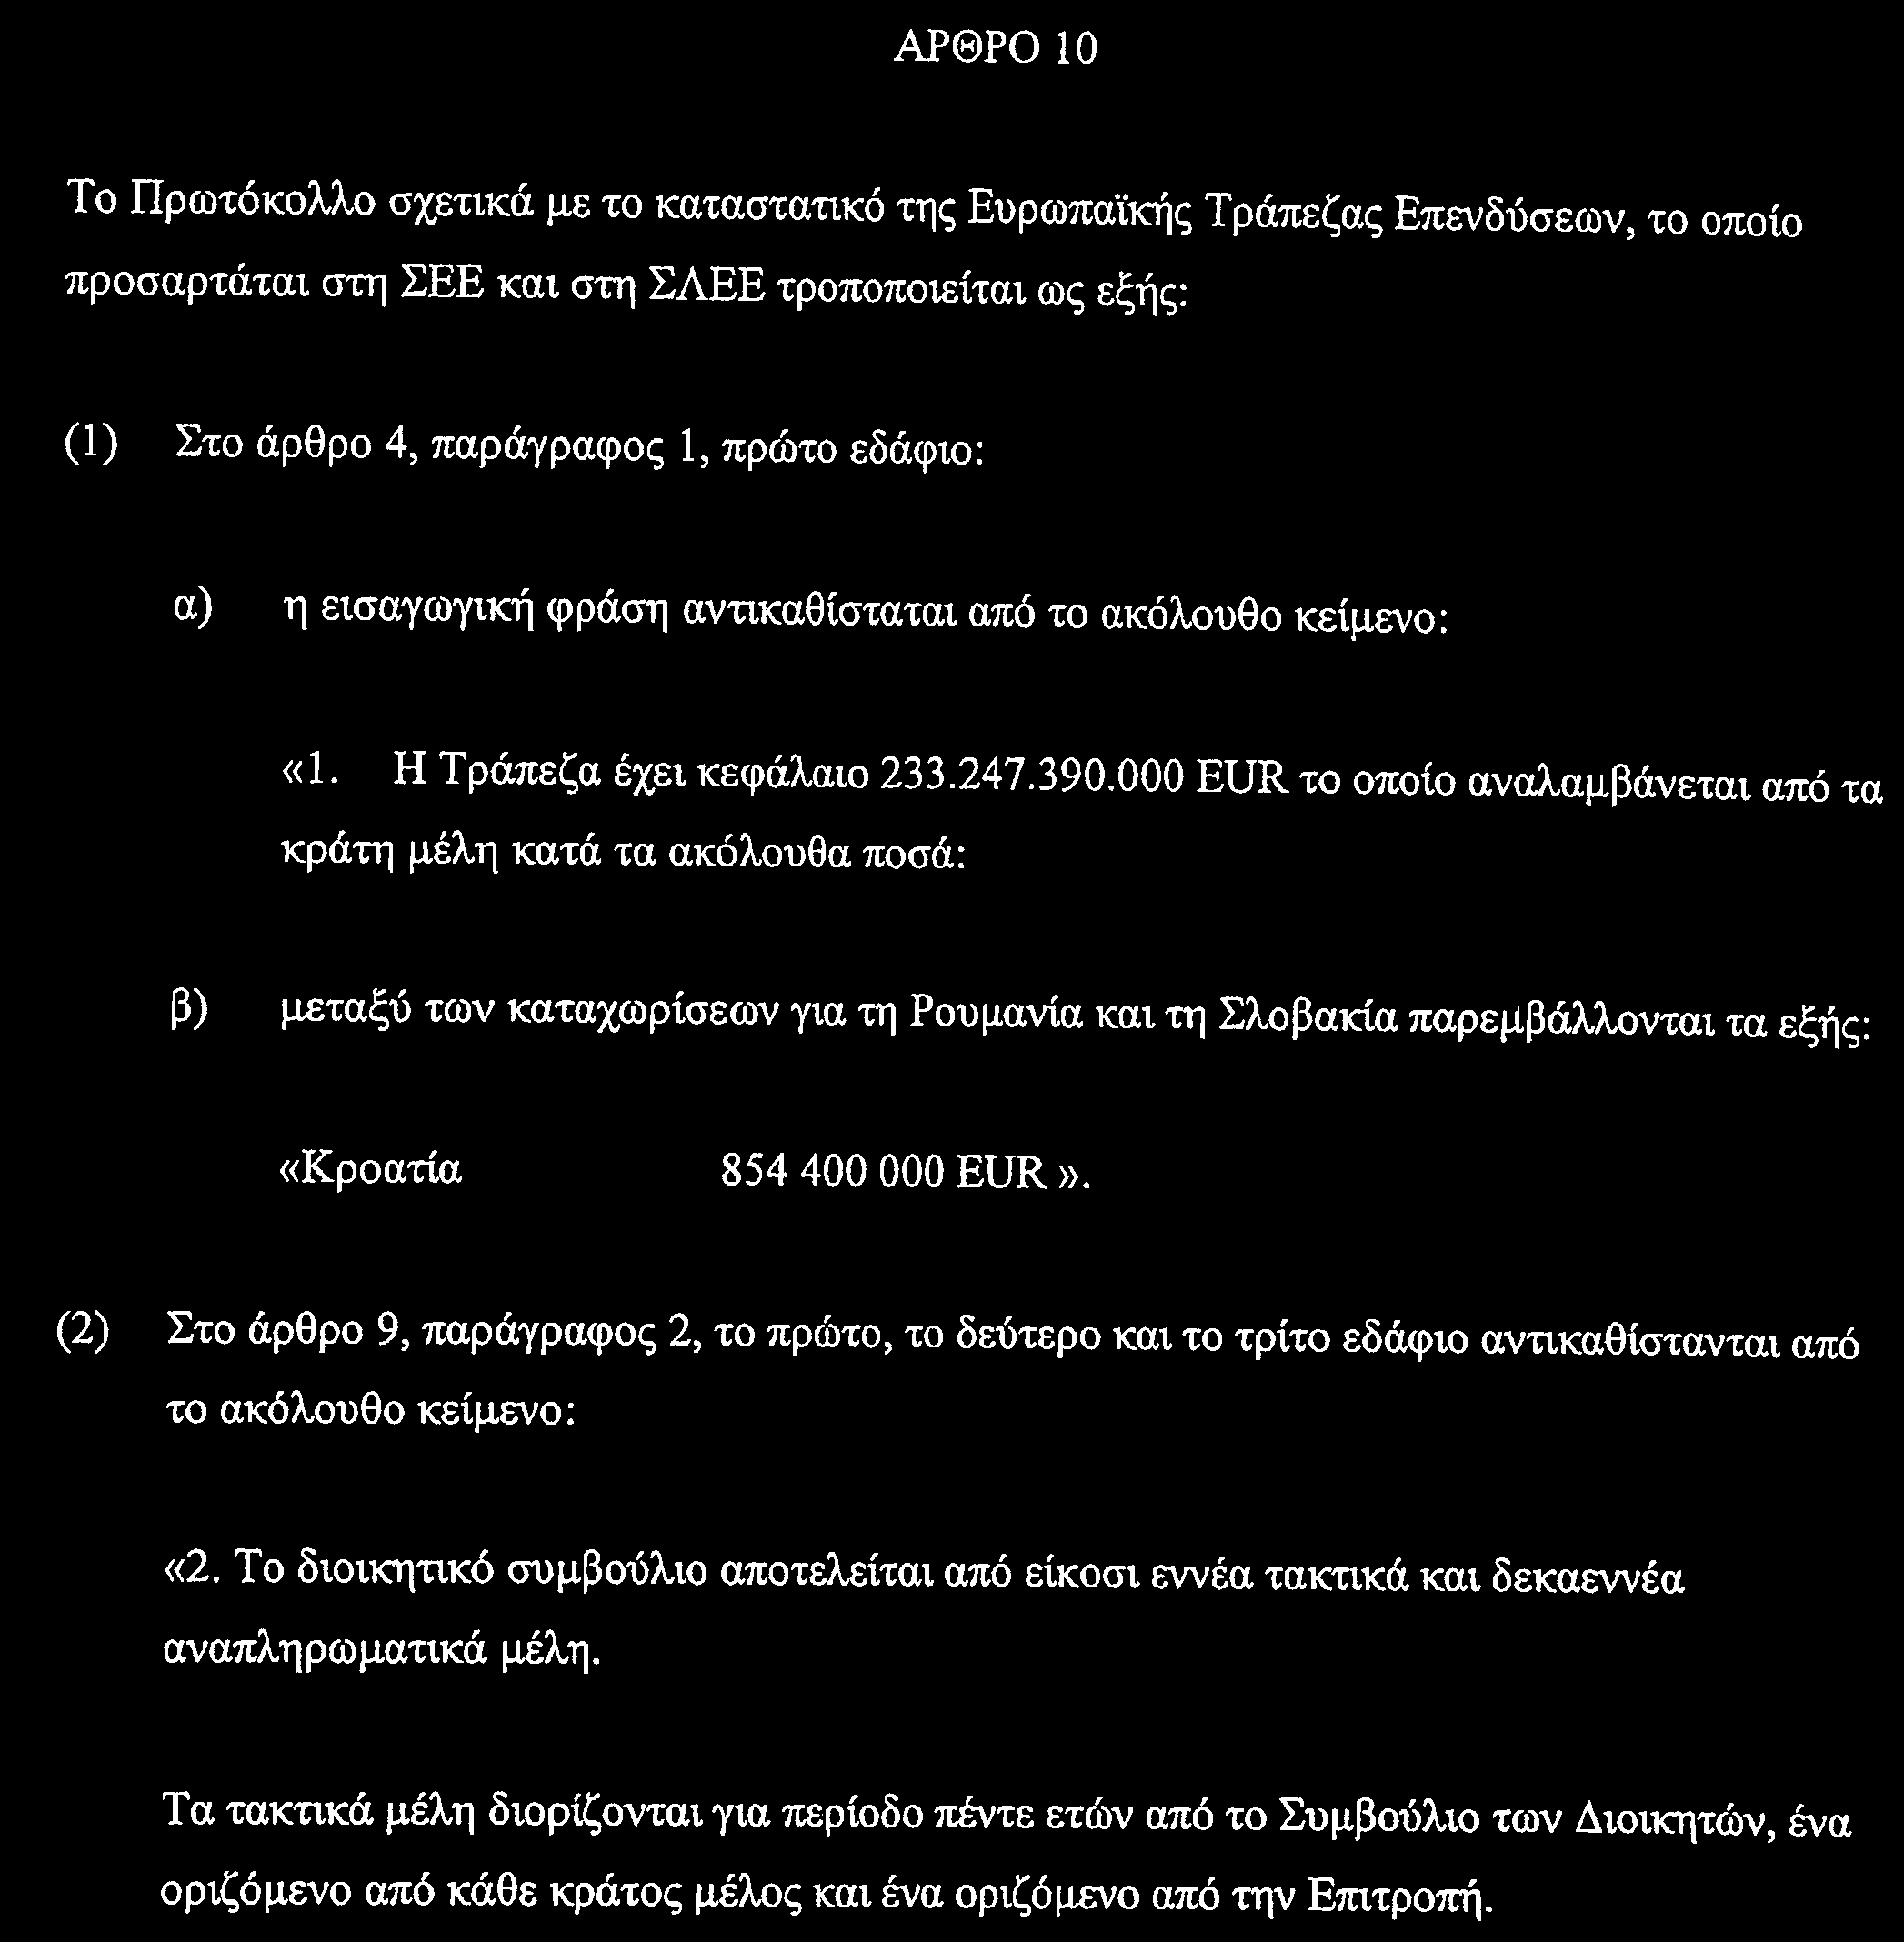 ΑΡΘΡΟ 10
Το Πρωτόκολλο σχετικά με το καταστατικό της Ευρωπαϊκής Τράπεζας Επενδύσεων, το οποίο
προσαρτάται στη ΣΕΕ και στη ΣΛΕΕ τροποποιείται ως εξής:
(1) Στο άρθρο 4, παράγραφος 1, πρώτο εδάφιο:
α) η εισαγωγική φράση αντικαθίσταται από το ακόλουθο κείμενο:
«1. Η Τράπεζα έχει κεφάλαιο 233.247.390.000 EUR το οποίο αναλαμβάνεται από τα
κράτη μέλη κατά τα ακόλουθα ποσά:
β) μεταξύ των καταχωρίσεων για τη Ρουμανία και τη Σλοβακία παρεμβάλλονται τα εξής:
«Κροατία 854 400 000 EUR ».
(2) Στο άρθρο 9, παράγραφος 2, το πρώτο, το δεύτερο και το τρίτο εδάφιο αντικαθίστανται από
το ακόλουθο κείμενο:
«2. Το διοικητικό συμβούλιο αποτελείται από είκοσι εννέα τακτικά και δεκαεννέα
αναπληρωματικά μέλη.
Τα τακτικά μέλη διορίζονται για περίοδο πέντε ετών από το Συμβούλιο των Διοικητών, ένα
οριζόμενο από κάθε κράτος μέλος και ένα οριζόμενο από την Επιτροπή.